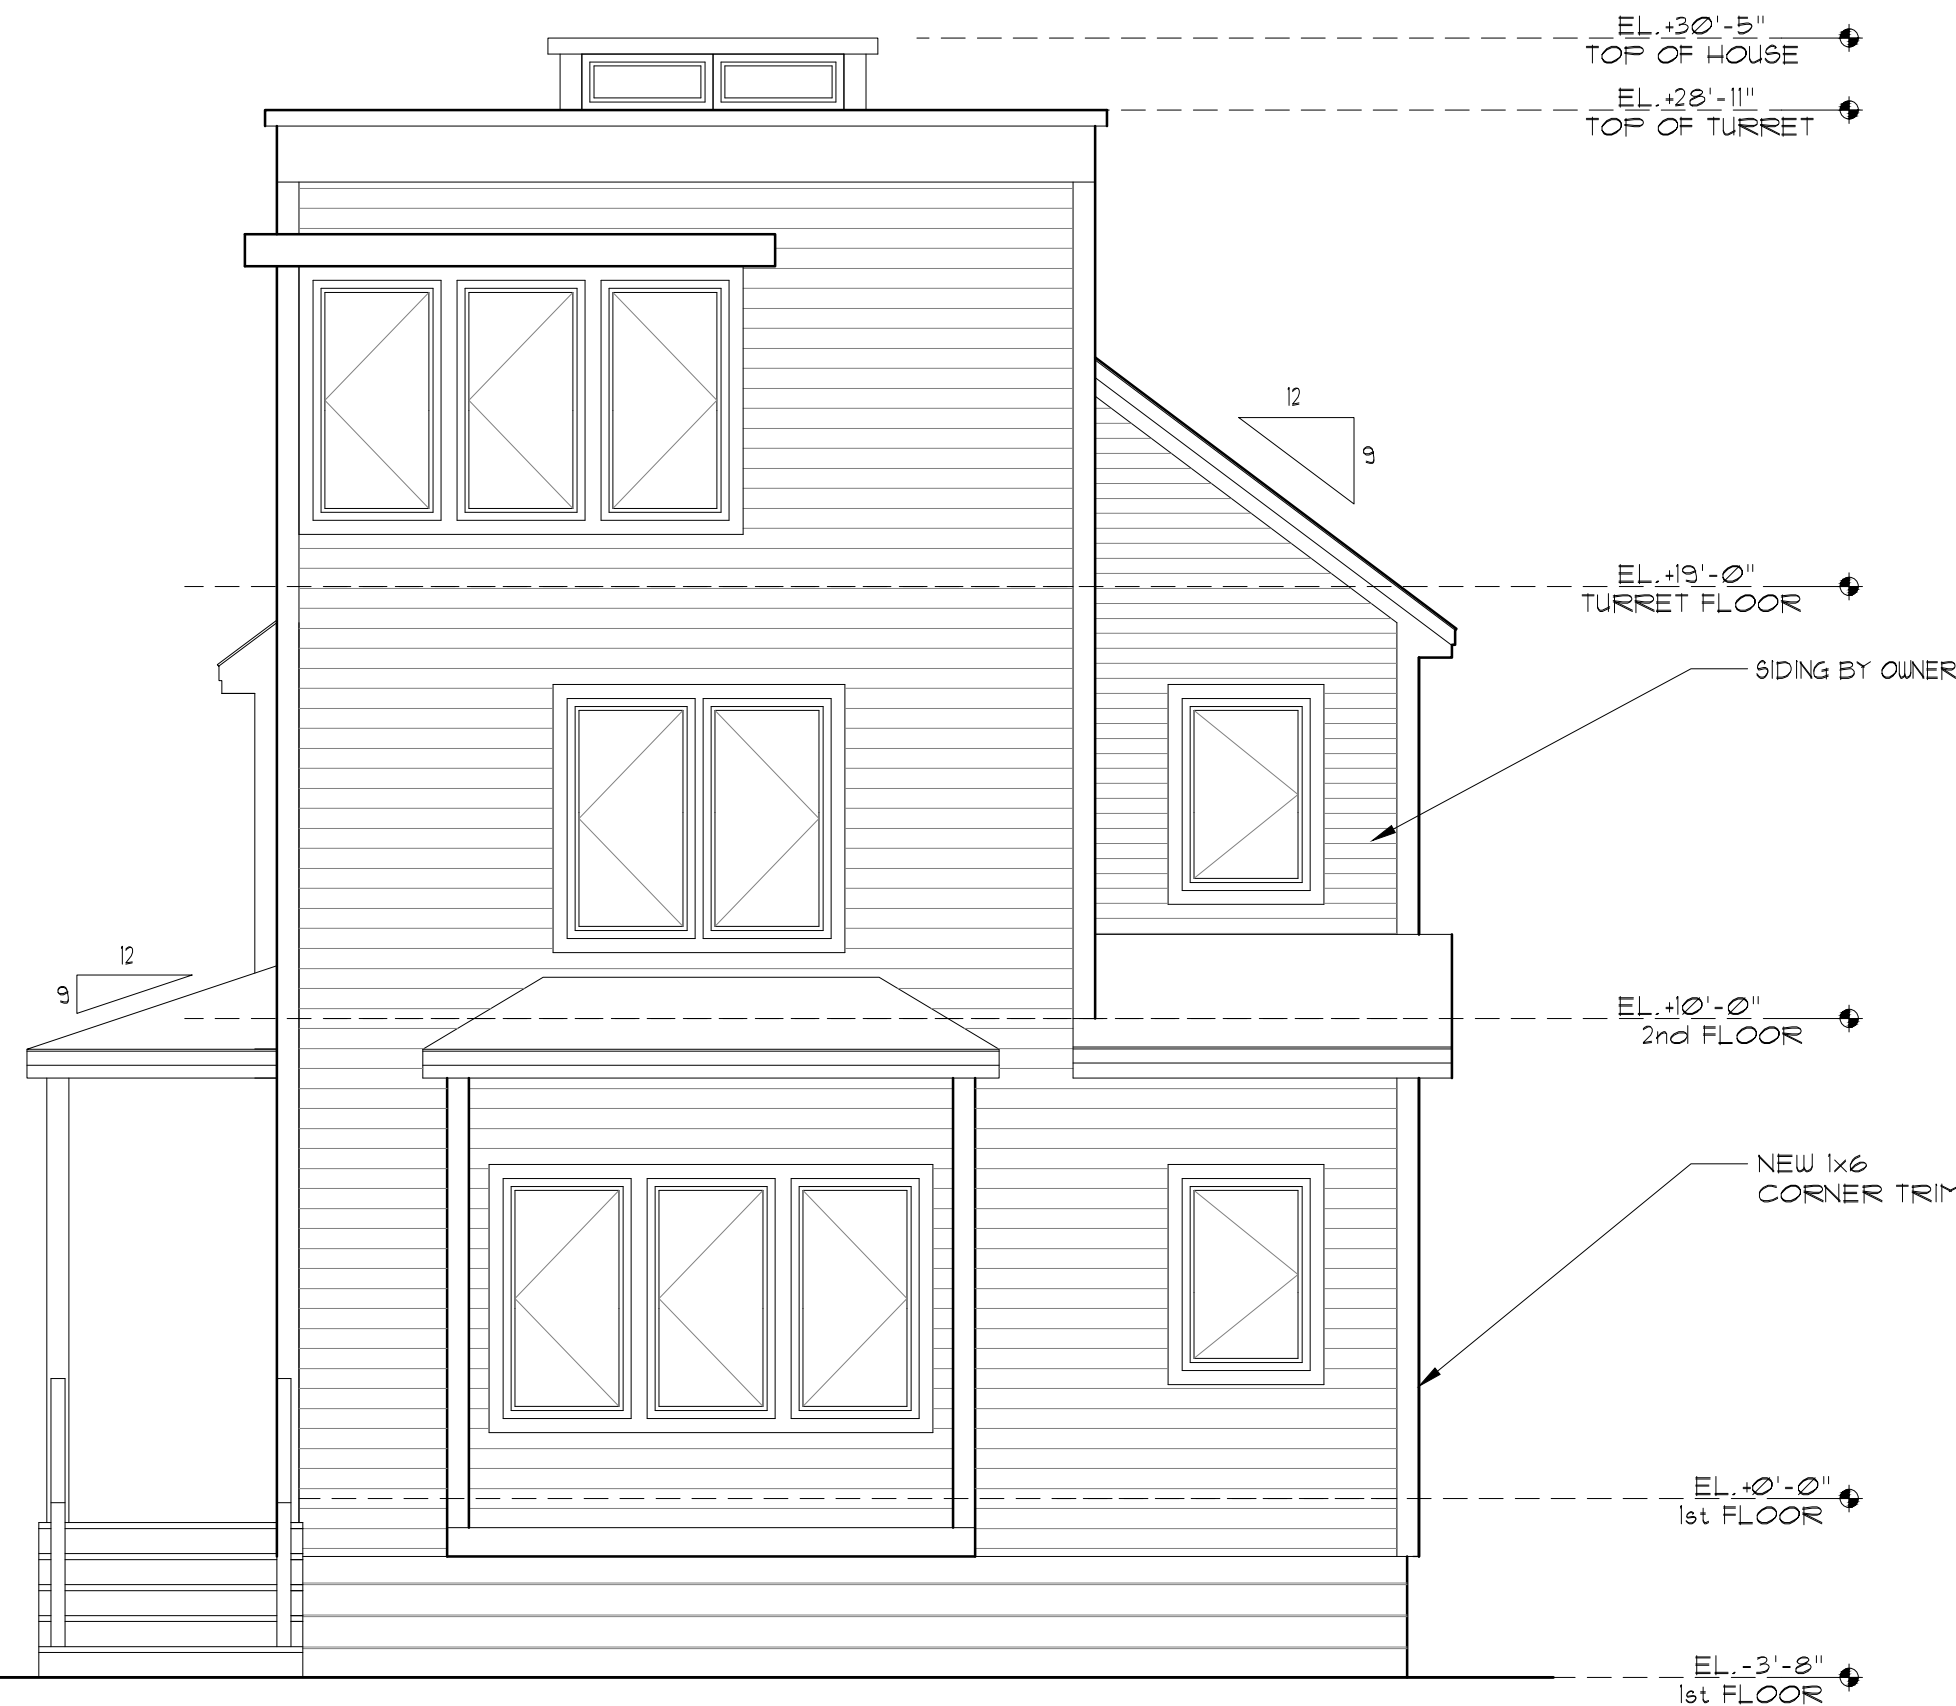 EL.+30'-5"
TOP OF HOUSE
EL.+28'-11"
TOP OF TURRET
12
9
EL.+19'-0"
TURRET FLOOR
SIDING BY OWNER
12
9
EL.+10'-0"
2nd FLOOR
NEW 1x6
CORNER TRIM
EL.+0'-0"
1st FLOOR
EL.-3'-8"
1st FLOOR